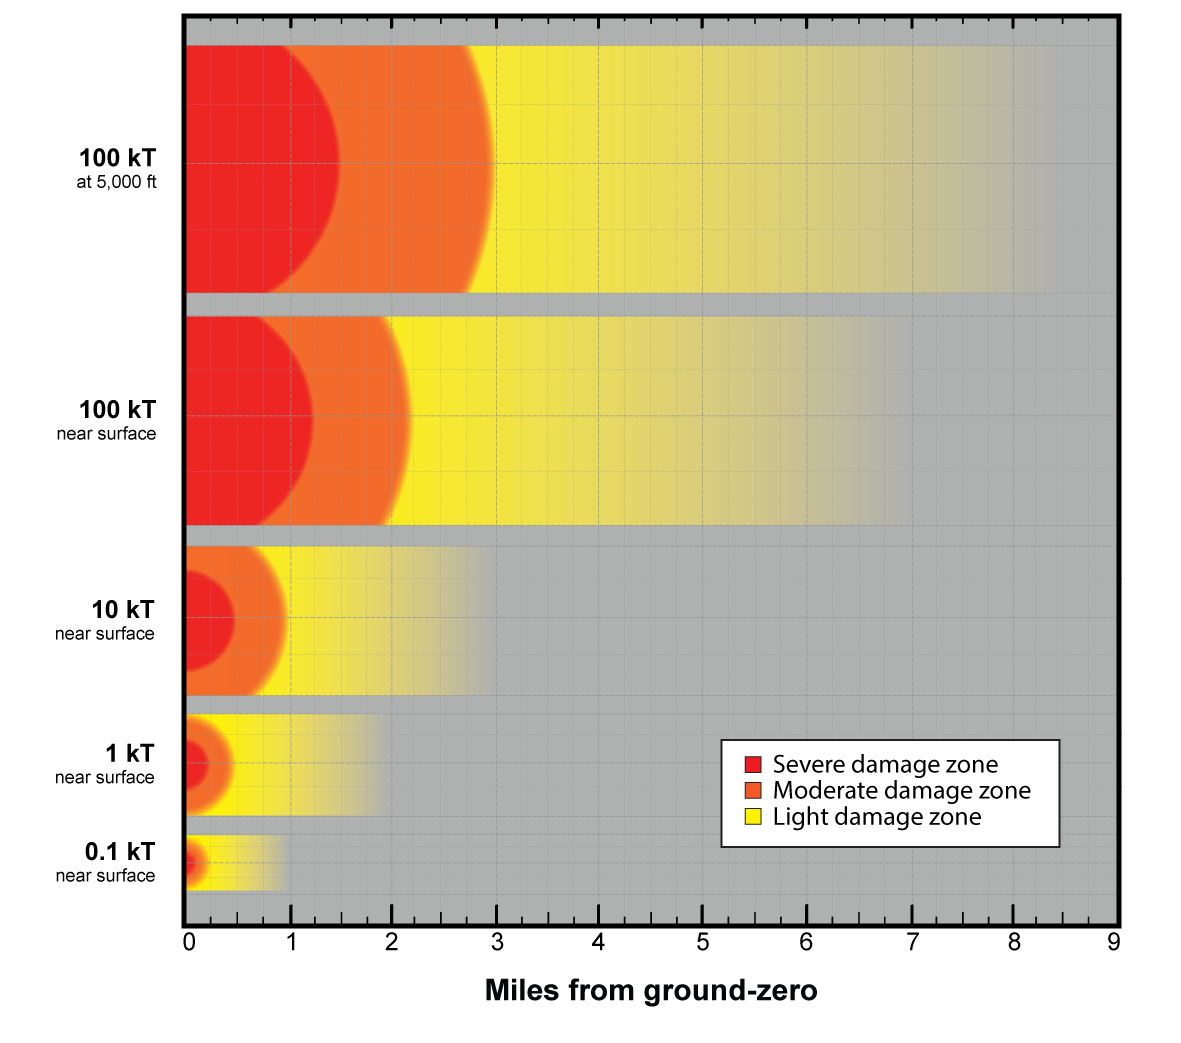 100 kT
at 5,000 ft
100 kT
near surface
10 kT
near surface
1 kT
near surface
0.1 kT
near surface
Severe damage zone
Moderate damage zone
Light damage zone
0 1 2 3 4 5 6 7 8 9
Miles from ground-zero